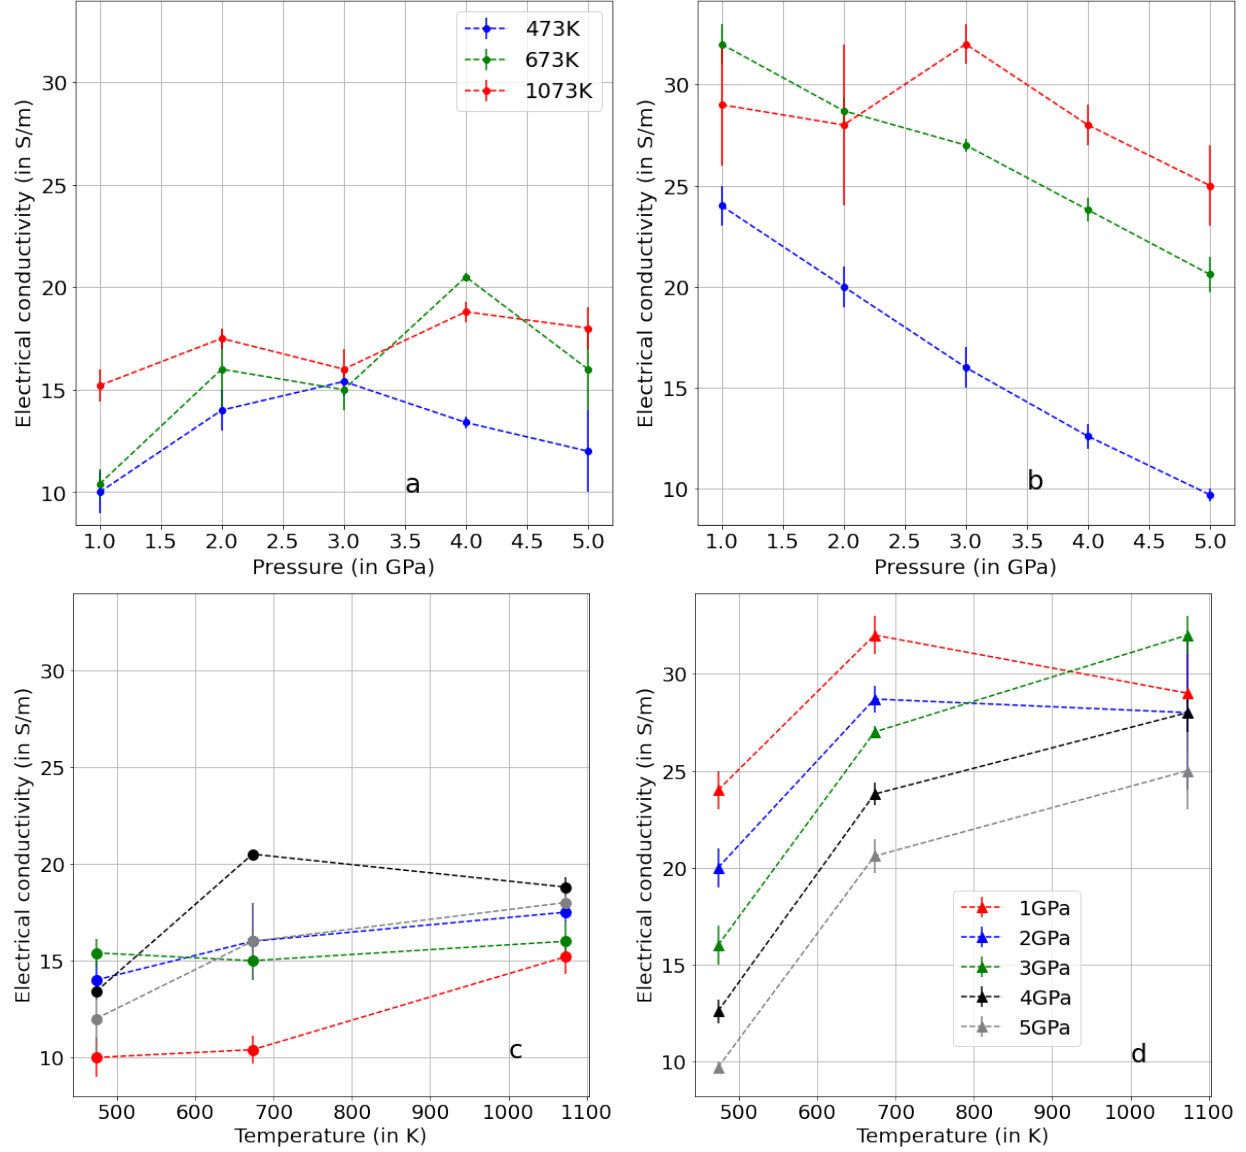 473K
673K
1073K
Electrical conductivity (in S/m)
30
25
20
15
10
a
1.0 1.5 2.0 2.5 3.0 3.5 4.0 4.5 5.0
Pressure (in GPa)
Electrical conductivity (in S/m)
30
25
20
15
10
b
1.0 1.5 2.0 2.5 3.0 3.5 4.0 4.5 5.0
Pressure (in GPa)
Electrical conductivity (in S/m)
30
25
20
15
10
c
500 600 700 800 900 1000 1100
Temperature (in K)
Electrical conductivity (in S/m)
30
25
20
15
10
1GPa
2GPa
3GPa
4GPa
5GPa
d
500 600 700 800 900 1000 1100
Temperature (in K)